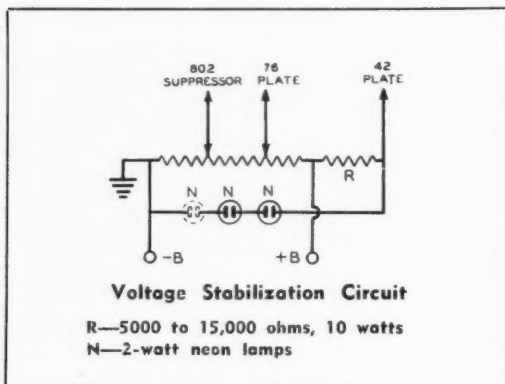 802
SUPPRESSOR
76
PLATE
42
PLATE
R
N N N
-B
+B
Voltage Stabilization Circuit
R—5000 to 15,000 ohms, 10 watts
N—2-watt neon lamps